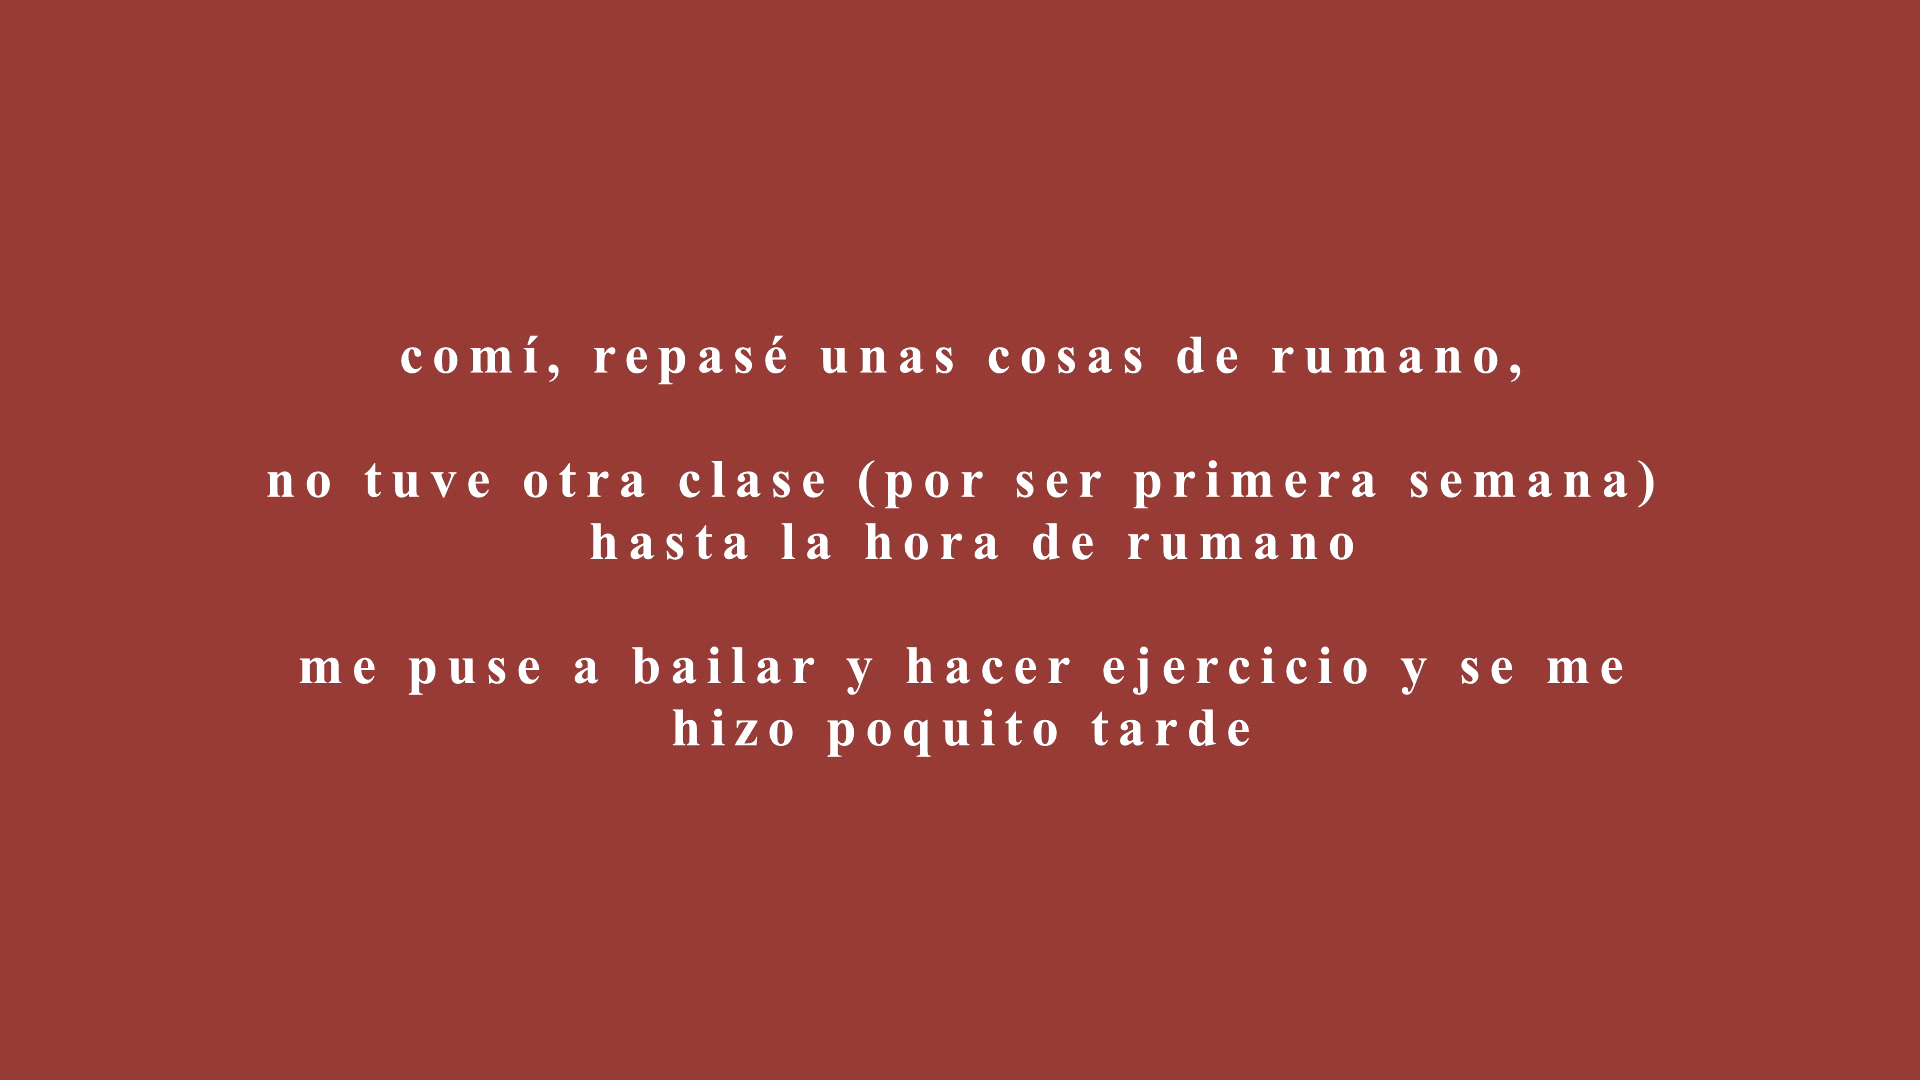 comí, repasé unas cosas de rumano,
no tuve otra clase (por ser primera semana)
hasta la hora de rumano
me puse a bailar y hacer ejercicio y se me
hizo poquito tarde